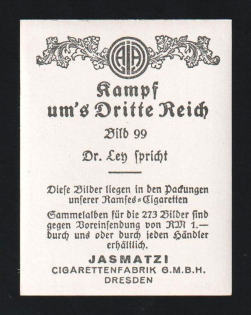 Kampf
um's Dritte Reich
Bild 99
Dr. Ley spricht
Diese Bilder liegen in den Packungen
unserer Ramses-Cigaretten
Sammelalben für die 273 Bilder sind
gegen Voreinsendung von RM 1.—
durch uns oder durch jeden Händler
erhältlich.
JASMATZI
CIGARETTENFABRIK G.M.B.H.
DRESDEN